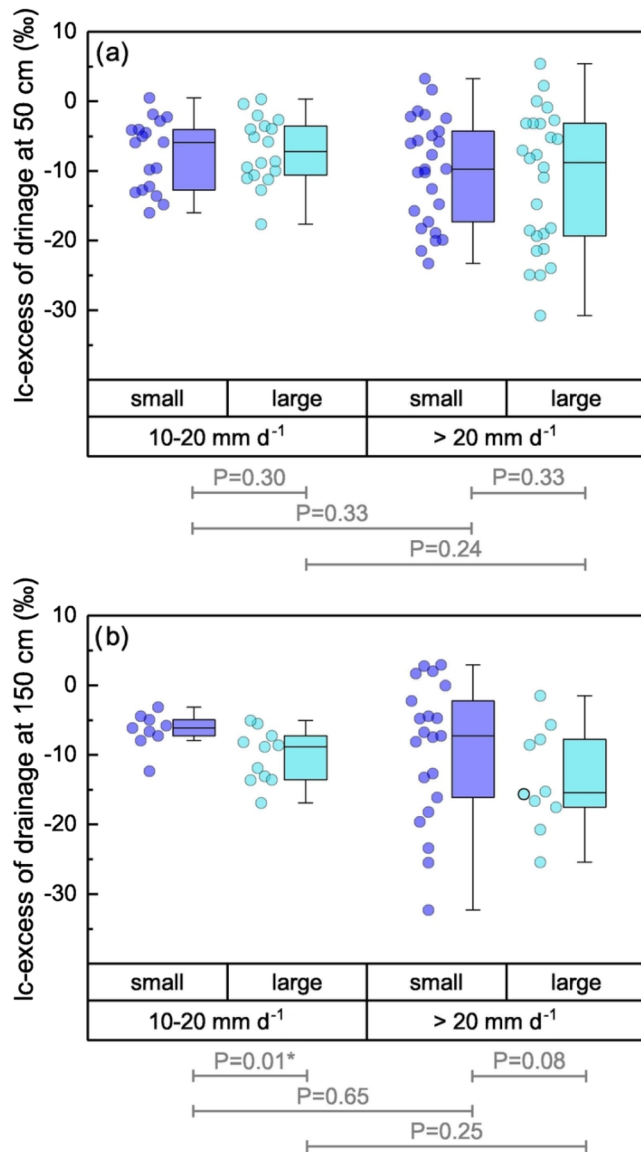 Ic-excess of drinage at 50 cm (‰)
10
(a)
0
-10
-20
-30
small large small large
10-20 mm d⁻¹ > 20 mm d⁻¹
P=0.30 P=0.33
P=0.33
P=0.24
Ic-excess of drainage at 150 cm (‰)
10
(b)
0
-10
-20
-30
small large small large
10-20 mm d⁻¹ > 20 mm d⁻¹
P=0.01* P=0.08
P=0.65
P=0.25